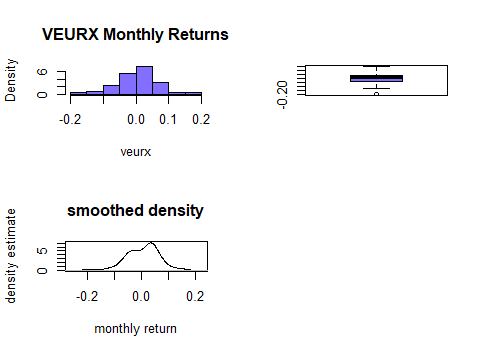 VEURX Monthly Returns
Density
6
0
-0.2 0.0 0.1 0.2
veurx
-0.20
smoothed density
density estimate
5
0
-0.2 0.0 0.2
monthly return